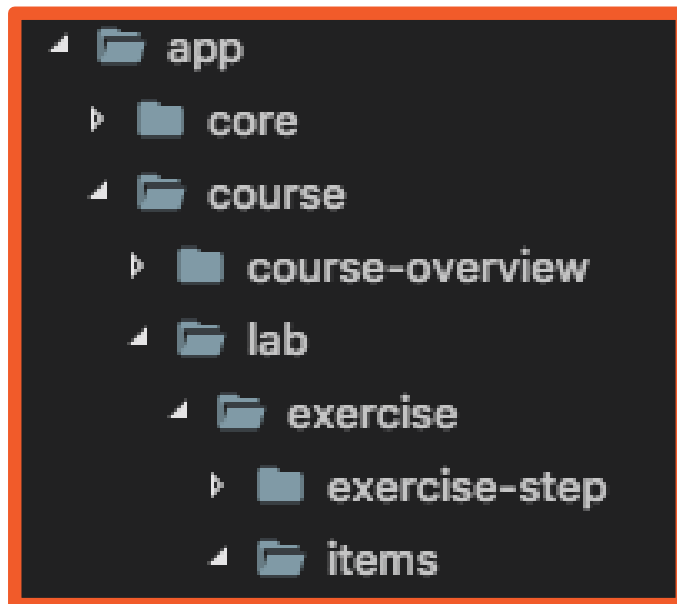 app
core
course
course-overview
lab
exercise
exercise-step
items